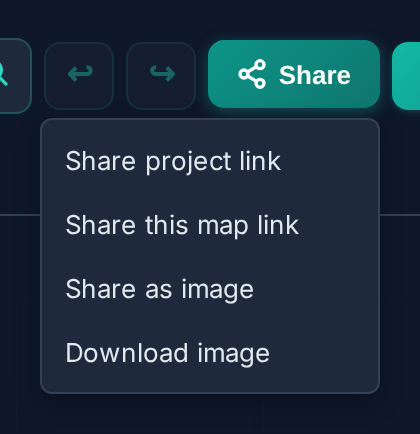 Share
Share project link
Share this map link
Share as image
Download image